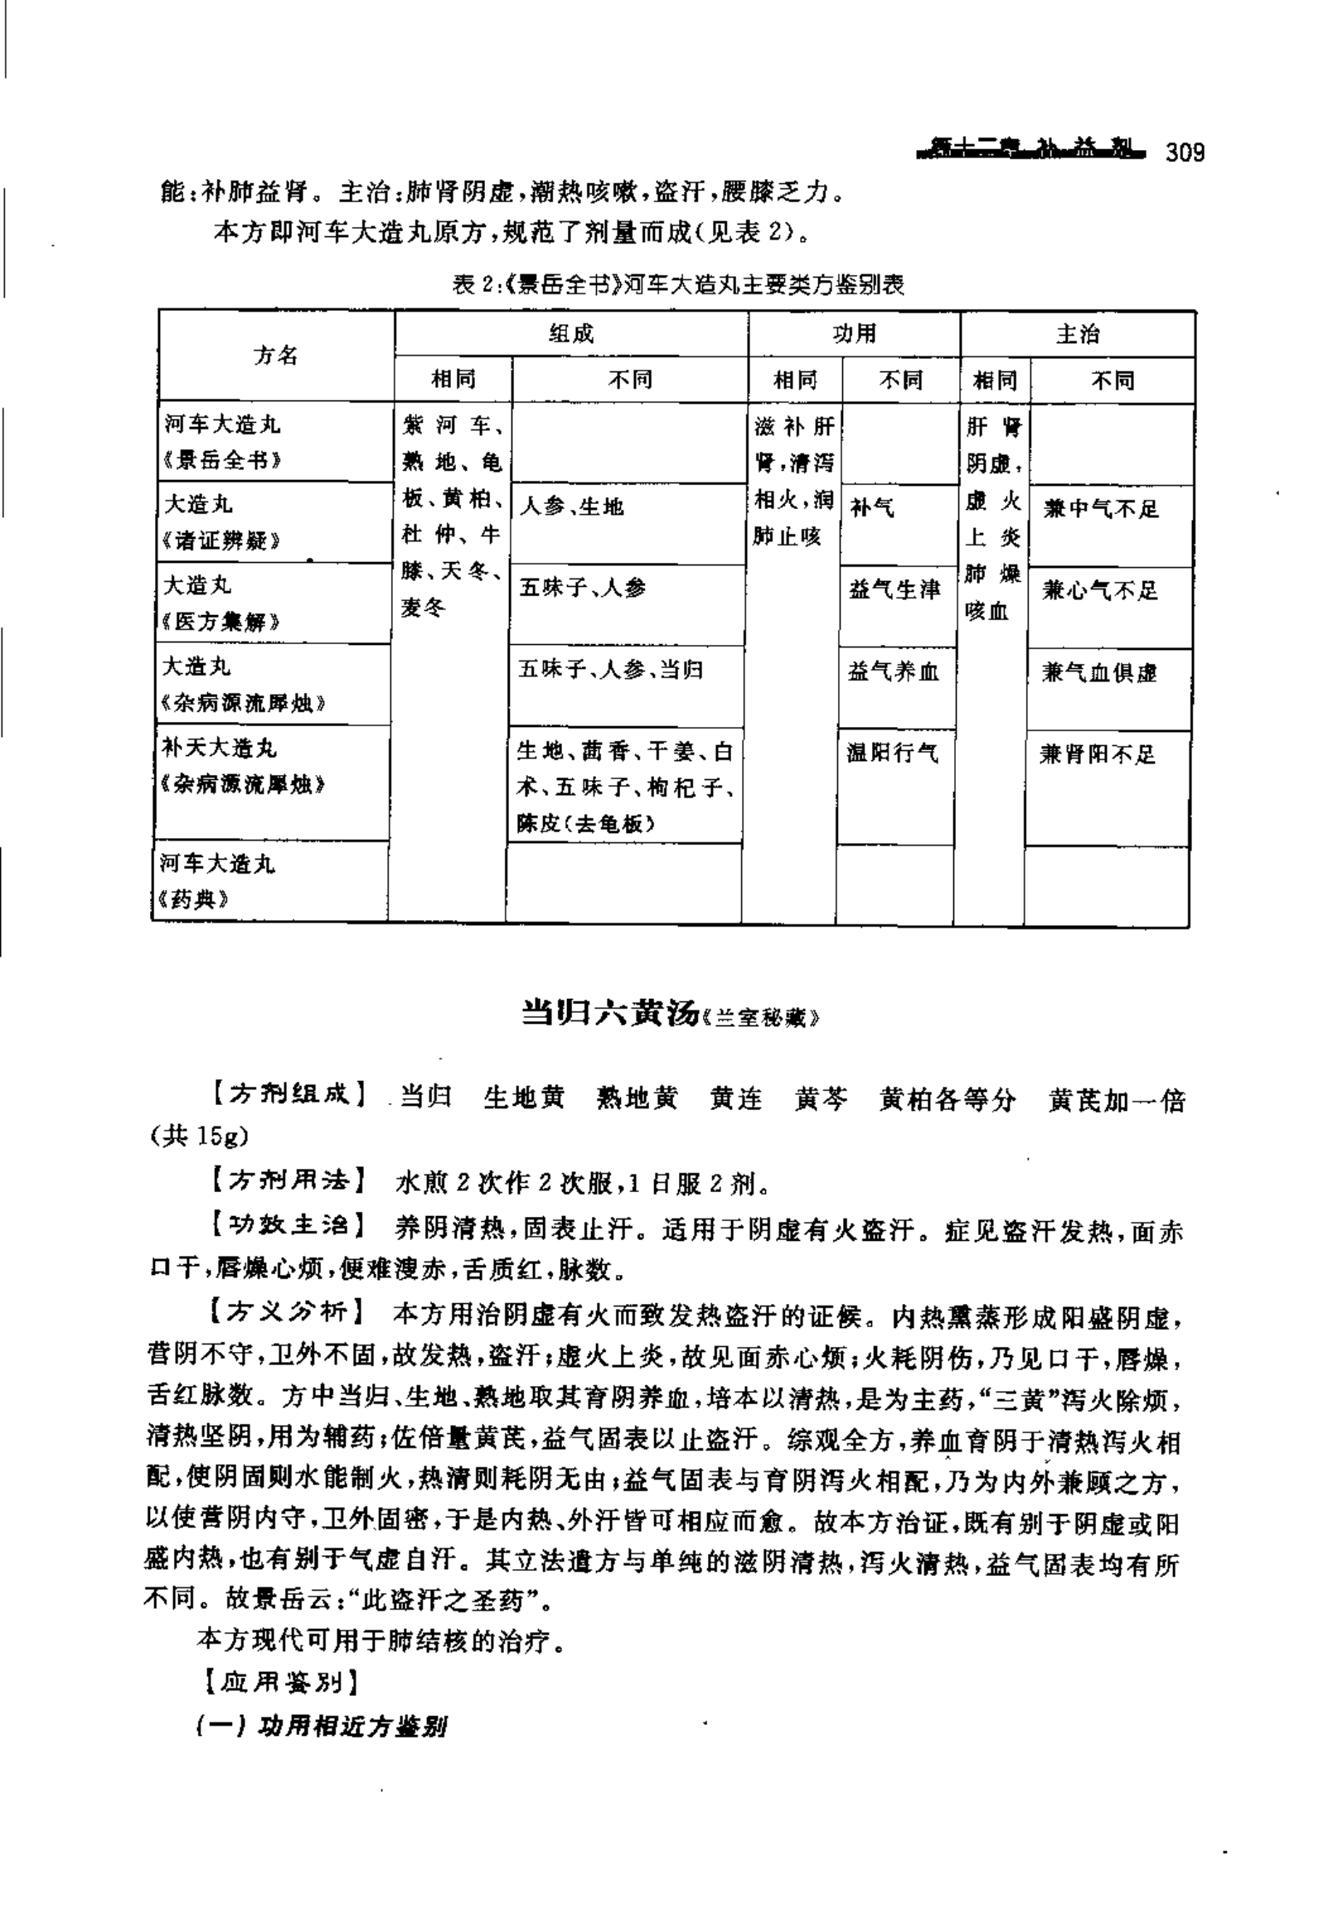 第十二章 补益剂 309
能:补肺益肾。主治:肺肾阴虚,潮热咳嗽,盗汗,腰膝乏力。
本方即河车大造丸原方,规范了剂量而成(见表 2)。
表 2:《景岳全书》河车大造丸主要类方鉴别表
方名 组成 功用 主治
相同 不同 相同 不同 相同 不同
河车大造丸
《景岳全书》
紫河车、
熟地、龟
板、黄柏、
杜仲、牛
膝、天冬、
麦冬
滋补肝
肾,清泻
相火,润
肺止咳
肝肾
阴虚,
虚火
上炎
肺燥
咳血
大造丸
《诸证辨疑》
人参、生地 补气 兼中气不足
大造丸
《医方集解》
五味子、人参 益气生津 兼心气不足
大造丸
《杂病源流犀烛》
五味子、人参、当归 益气养血 兼气血俱虚
补天大造丸
《杂病源流犀烛》
生地、茴香、干姜、白
术、五味子、枸杞子、
陈皮(去龟板)
温阳行气 兼肾阳不足
河车大造丸
《药典》
当归六黄汤《兰室秘藏》
【方剂组成】 当归 生地黄 熟地黄 黄连 黄芩 黄柏各等分 黄芪加一倍
(共 15g)
【方剂用法】 水煎 2 次作 2 次服,1 日服 2 剂。
【功效主治】 养阴清热,固表止汗。适用于阴虚有火盗汗。症见盗汗发热,面赤
口干,唇燥心烦,便难溲赤,舌质红,脉数。
【方义分析】 本方用治阴虚有火而致发热盗汗的证候。内热熏蒸形成阳盛阴虚,
营阴不守,卫外不固,故发热,盗汗;虚火上炎,故见面赤心烦;火耗阴伤,乃见口干,唇燥,
舌红脉数。方中当归、生地、熟地取其育阴养血,培本以清热,是为主药,“三黄”泻火除烦,
清热坚阴,用为辅药;佐倍量黄芪,益气固表以止盗汗。综观全方,养血育阴于清热泻火相
配,使阴固则水能制火,热清则耗阴无由;益气固表与育阴泻火相配,乃为内外兼顾之方,
以使营阴内守,卫外固密,于是内热、外汗皆可相应而愈。故本方治证,既有别于阴虚或阳
盛内热,也有别于气虚自汗。其立法遣方与单纯的滋阴清热,泻火清热,益气固表均有所
不同。故景岳云:“此盗汗之圣药”。
本方现代可用于肺结核的治疗。
【应用鉴别】
(一) 功用相近方鉴别